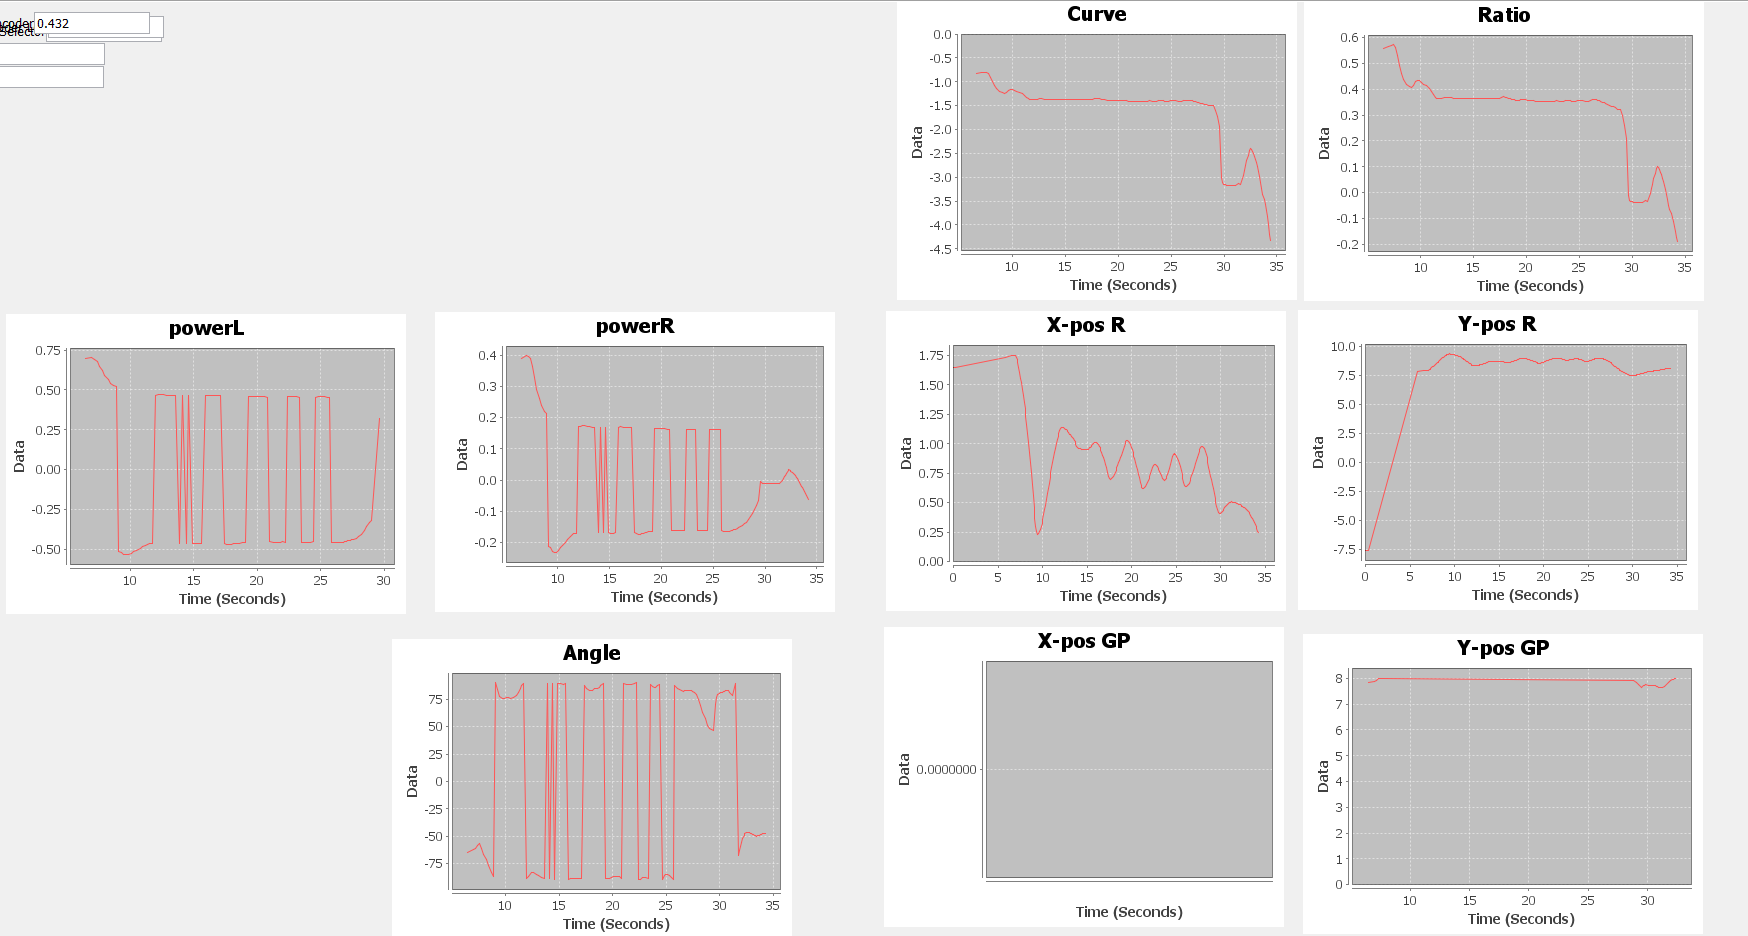 0.432
Curve
0.0
-0.5
-1.0
-1.5
-2.0
-2.5
-3.0
-3.5
-4.0
-4.5
Data
10 15 20 25 30 35
Time (Seconds)
Ratio
0.6
0.5
0.4
0.3
0.2
0.1
0.0
-0.1
-0.2
Data
10 15 20 25 30 35
Time (Seconds)
powerL
0.75
0.50
0.25
0.00
-0.25
-0.50
Data
10 15 20 25 30
Time (Seconds)
powerR
0.4
0.3
0.2
0.1
0.0
-0.1
-0.2
Data
10 15 20 25 30 35
Time (Seconds)
X-pos R
1.75
1.50
1.25
1.00
0.75
0.50
0.25
0.00
Data
0 5 10 15 20 25 30 35
Time (Seconds)
Y-pos R
10.0
7.5
5.0
2.5
0.0
-2.5
-5.0
-7.5
Data
0 5 10 15 20 25 30 35
Time (Seconds)
Angle
75
50
25
0
-25
-50
-75
Data
10 15 20 25 30 35
Time (Seconds)
X-pos GP
0.0000000
Data
Time (Seconds)
Y-pos GP
8
7
6
5
4
3
2
1
0
Data
10 15 20 25 30
Time (Seconds)